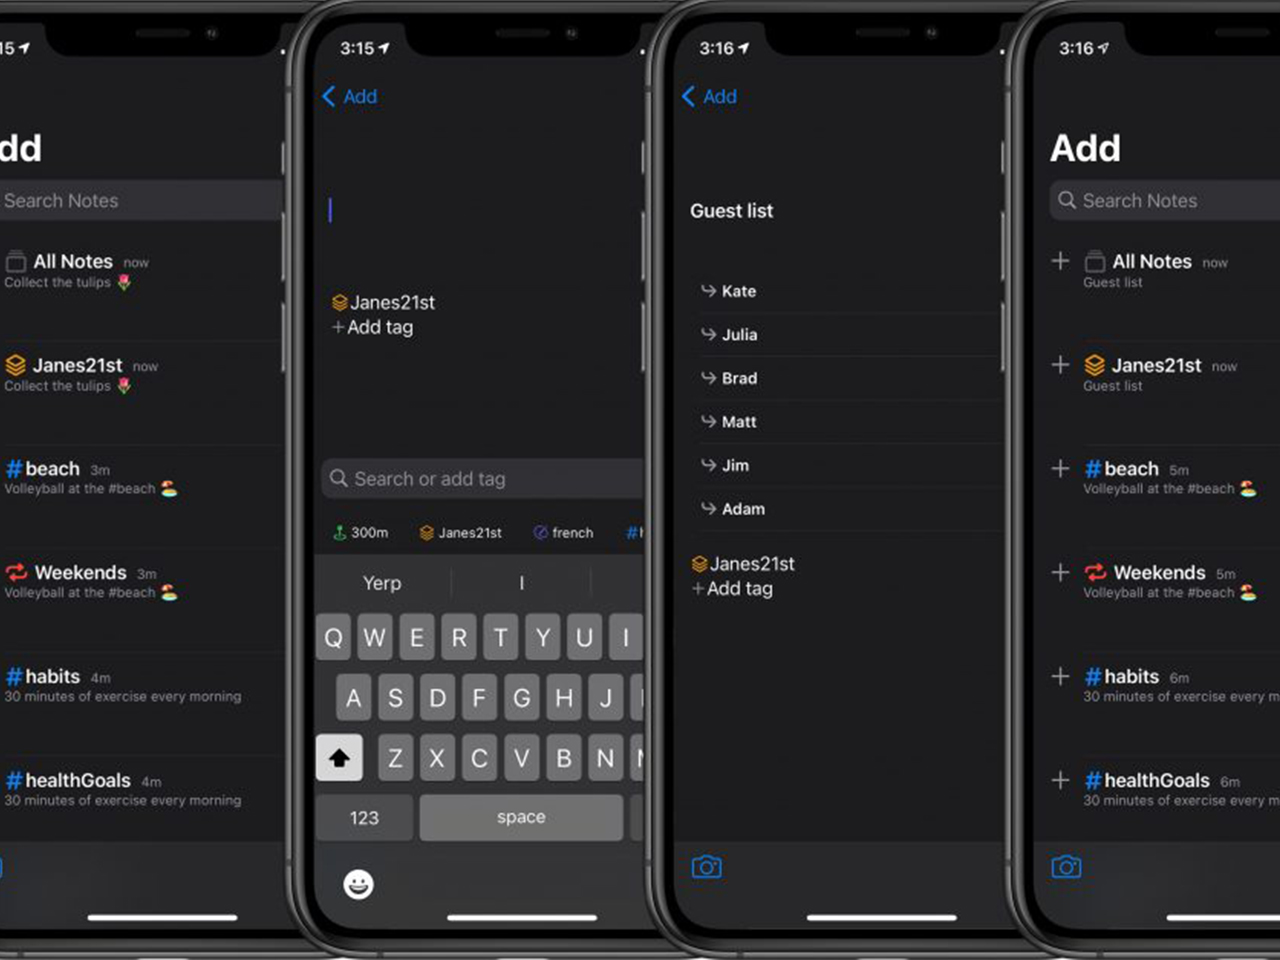 15
dd
Search Notes
All Notes now
Collect the tulips
Janes21st now
Collect the tulips
#beach 3m
Volleyball at the #beach
Weekends 3m
Volleyball at the #beach
#habits 4m
30 minutes of exercise every morning
#healthGoals 4m
30 minutes of exercise every morning
3:15
Add
Janes21st
+Add tag
Search or add tag
300m Janes21st french #
Yerp I
Q W E R T Y U I
A S D F G H J
Z X C V B N
123 space
3:16
Add
Guest list
Kate
Julia
Brad
Matt
Jim
Adam
Janes21st
+Add tag
3:16
Add
Search Notes
+ All Notes now
Guest list
+ Janes21st now
Guest list
+ #beach 5m
Volleyball at the #beach
+ Weekends 5m
Volleyball at the #beach
+ #habits 6m
30 minutes of exercise every m
+ #healthGoals 6m
30 minutes of exercise every m